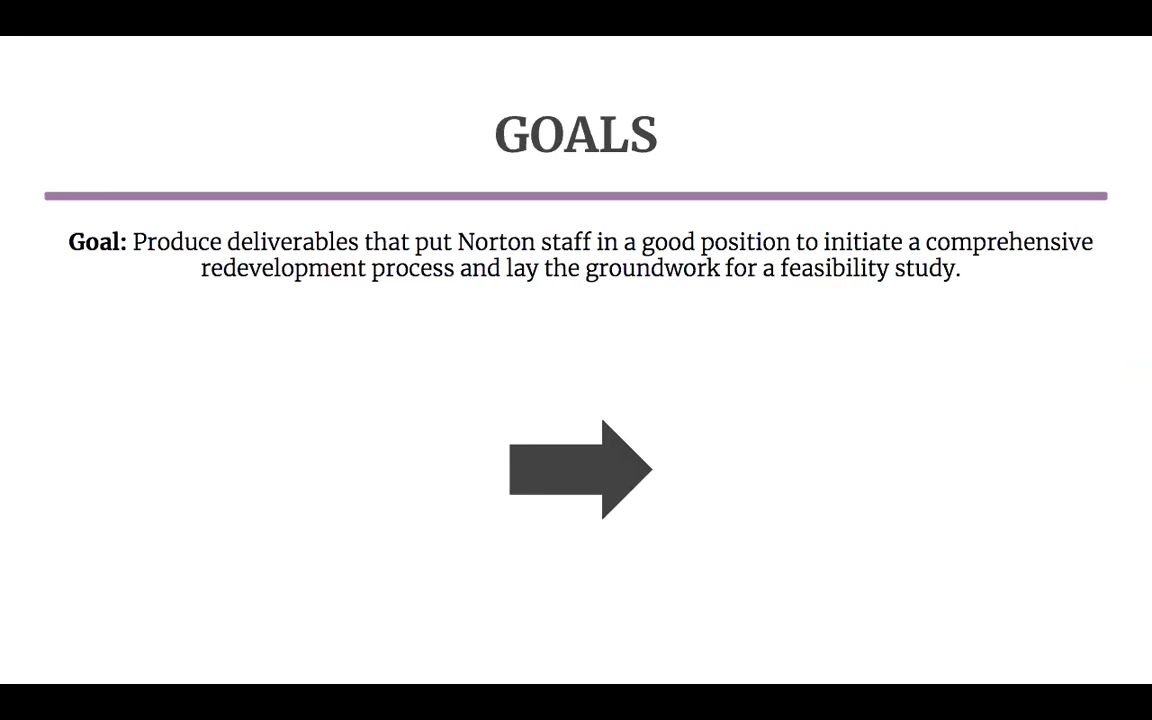 GOALS
Goal: Produce deliverables that put Norton staff in a good position to initiate a comprehensive
redevelopment process and lay the groundwork for a feasibility study.